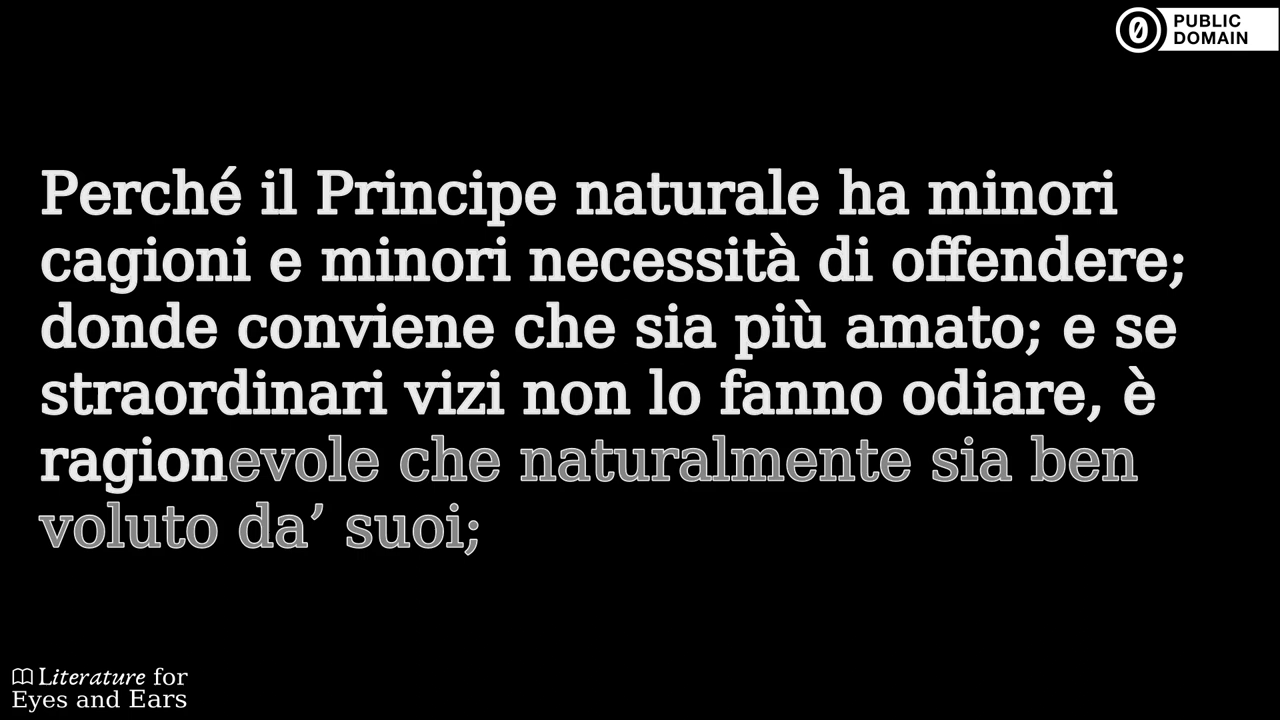 PUBLIC
DOMAIN
Perché il Principe naturale ha minori
cagioni e minori necessità di offendere;
donde conviene che sia più amato; e se
straordinari vizi non lo fanno odiare, è
ragionevole che naturalmente sia ben
voluto da’ suoi;
Literature for
Eyes and Ears